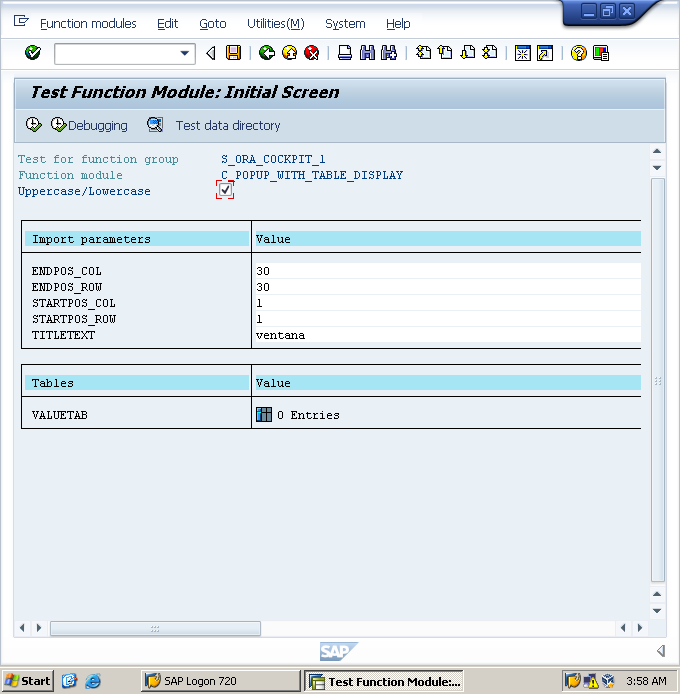 Function modules Edit Goto Utilities(M) System Help
Test Function Module: Initial Screen
Debugging Test data directory
Test for function group S_ORA_COCKPIT_1
Function module C_POPUP_WITH_TABLE_DISPLAY
Uppercase/Lowercase
Import parameters Value
ENDPOS_COL 30
ENDPOS_ROW 30
STARTPOS_COL 1
STARTPOS_ROW 1
TITLETEXT ventana
Tables Value
VALUETAB 0 Entries
SAP
Start SAP Logon 720 Test Function Module:... 3:58 AM